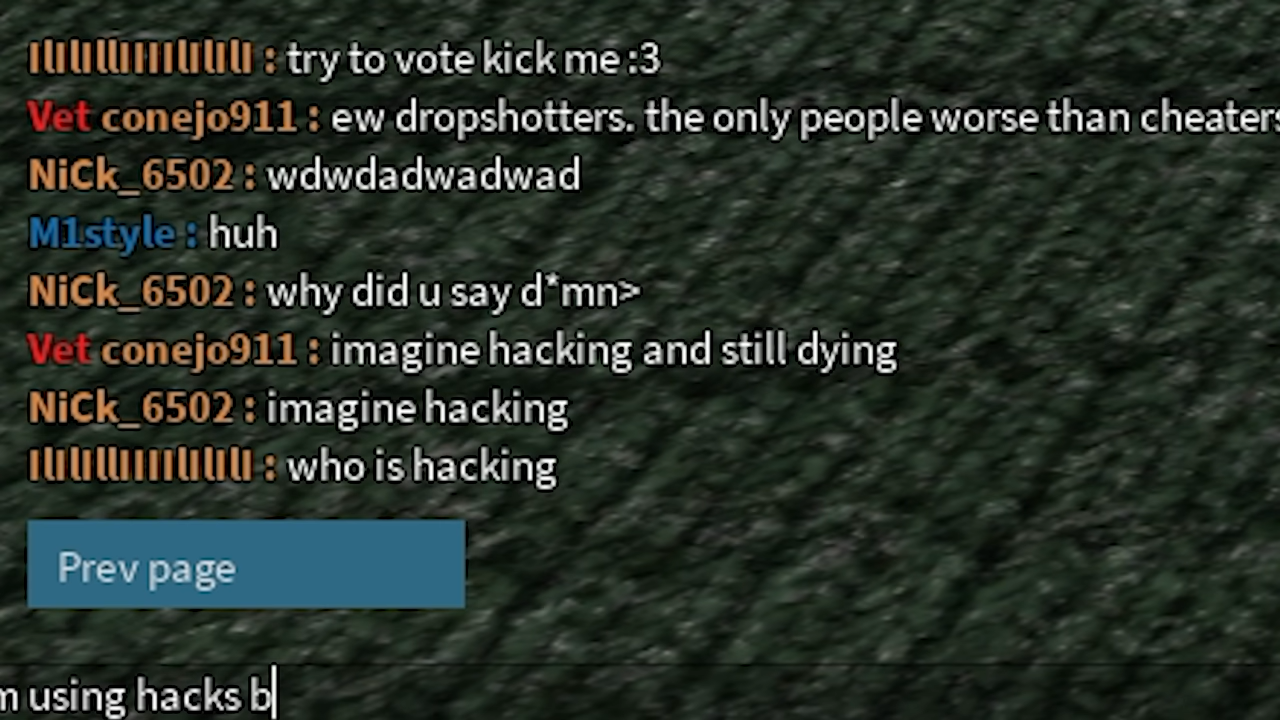 IlIlIllIIIIlIlIlI : try to vote kick me :3
Vet conejo911 : ew dropshotters. the only people worse than cheaters
NiCk_6502 : wdwdadwadwad
M1style : huh
NiCk_6502 : why did u say d*mn>
Vet conejo911 : imagine hacking and still dying
NiCk_6502 : imagine hacking
IlIlIllIIIIlIlIlI : who is hacking
Prev page
m using hacks b